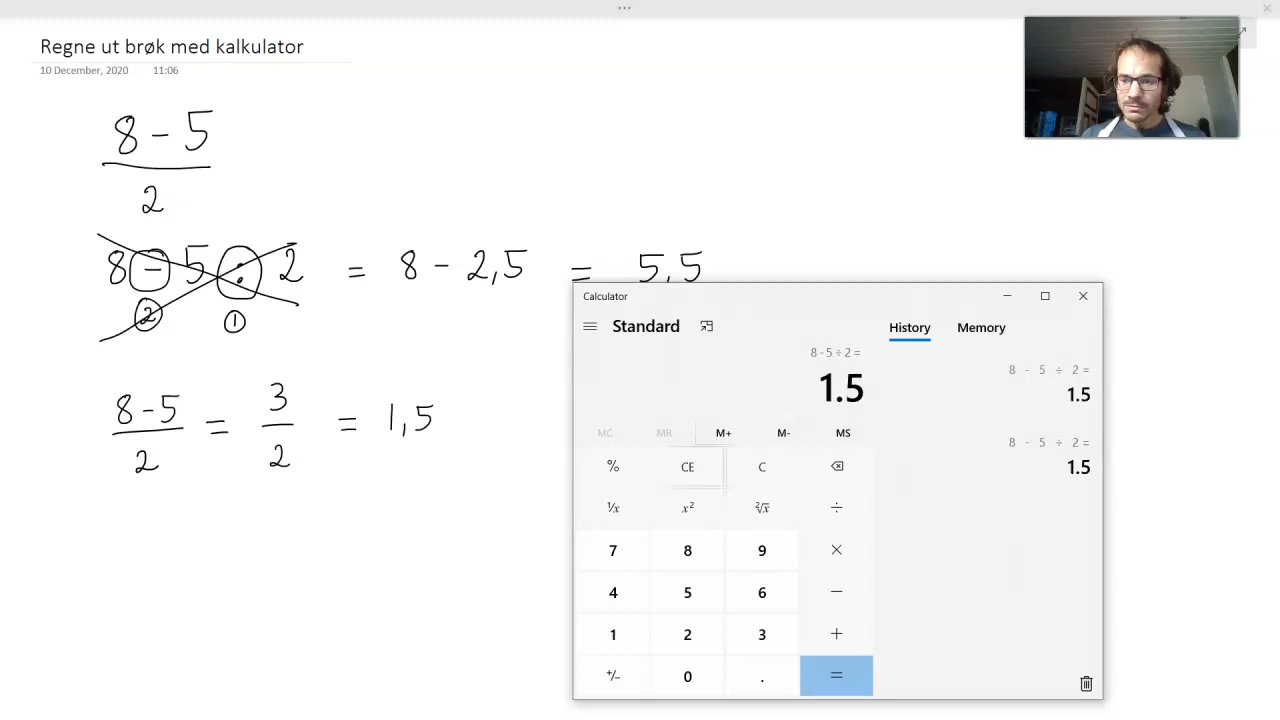 Regne ut brøk med kalkulator
10 December, 2020 11:06
8 - 5
2
8 - 5 : 2 = 8 - 2,5 = 5,5
2 1
8-5 = 3 = 1,5
2 2
Calculator
Standard
History Memory
8 - 5 ÷ 2 =
1.5
8 - 5 ÷ 2 =
1.5
8 - 5 ÷ 2 =
1.5
MC MR M+ M- MS
% CE C
¹/x x² ²√x ÷
7 8 9 ×
4 5 6 −
1 2 3 +
+/- 0 . =